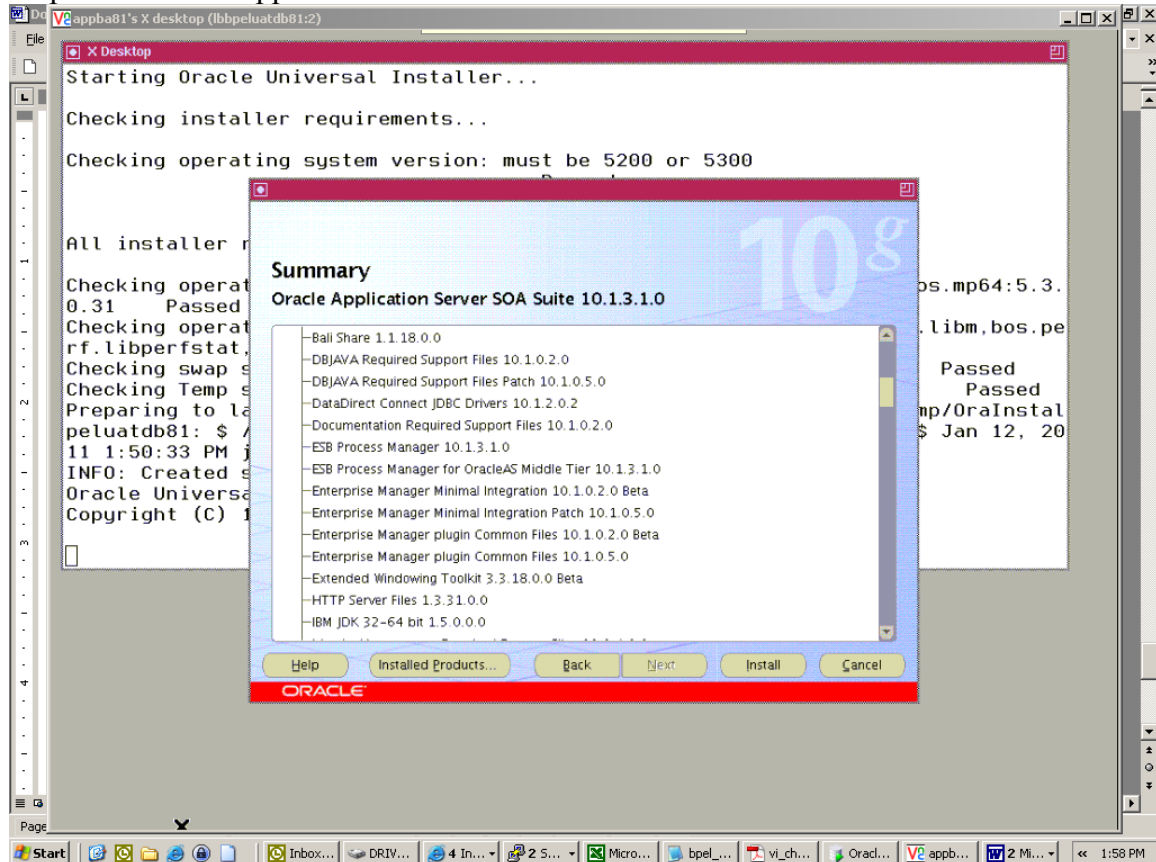 appba81's X desktop (lbbpeluatdb81:2)
File
X Desktop
Starting Oracle Universal Installer...
Checking installer requirements...
Checking operating system version: must be 5200 or 5300
All installer r
Checking operat
os.mp64:5.3.
0.31 Passed
Checking operat
.libm,bos.pe
rf.libperfstat,
Checking swap s
Passed
Checking Temp s
Passed
Preparing to la
mp/OraInstal
peluatdb81: $ /
$ Jan 12, 20
11 1:50:33 PM j
INFO: Created s
Oracle Universa
Copyright (C) 1
10g
Summary
Oracle Application Server SOA Suite 10.1.3.1.0
Bali Share 1.1.18.0.0
DBJAVA Required Support Files 10.1.0.2.0
DBJAVA Required Support Files Patch 10.1.0.5.0
DataDirect Connect JDBC Drivers 10.1.2.0.2
Documentation Required Support Files 10.1.0.2.0
ESB Process Manager 10.1.3.1.0
ESB Process Manager for OracleAS Middle Tier 10.1.3.1.0
Enterprise Manager Minimal Integration 10.1.0.2.0 Beta
Enterprise Manager Minimal Integration Patch 10.1.0.5.0
Enterprise Manager plugin Common Files 10.1.0.2.0 Beta
Enterprise Manager plugin Common Files 10.1.0.5.0
Extended Windowing Toolkit 3.3.18.0.0 Beta
HTTP Server Files 1.3.31.0.0
IBM JDK 32-64 bit 1.5.0.0.0
Help Installed Products... Back Next Install Cancel
ORACLE
Page
Start Inbox... DRIV... 4 In... 2 S... Micro... bpel_... vi_ch... Oracl... appb... 2 Mi... « 1:58 PM